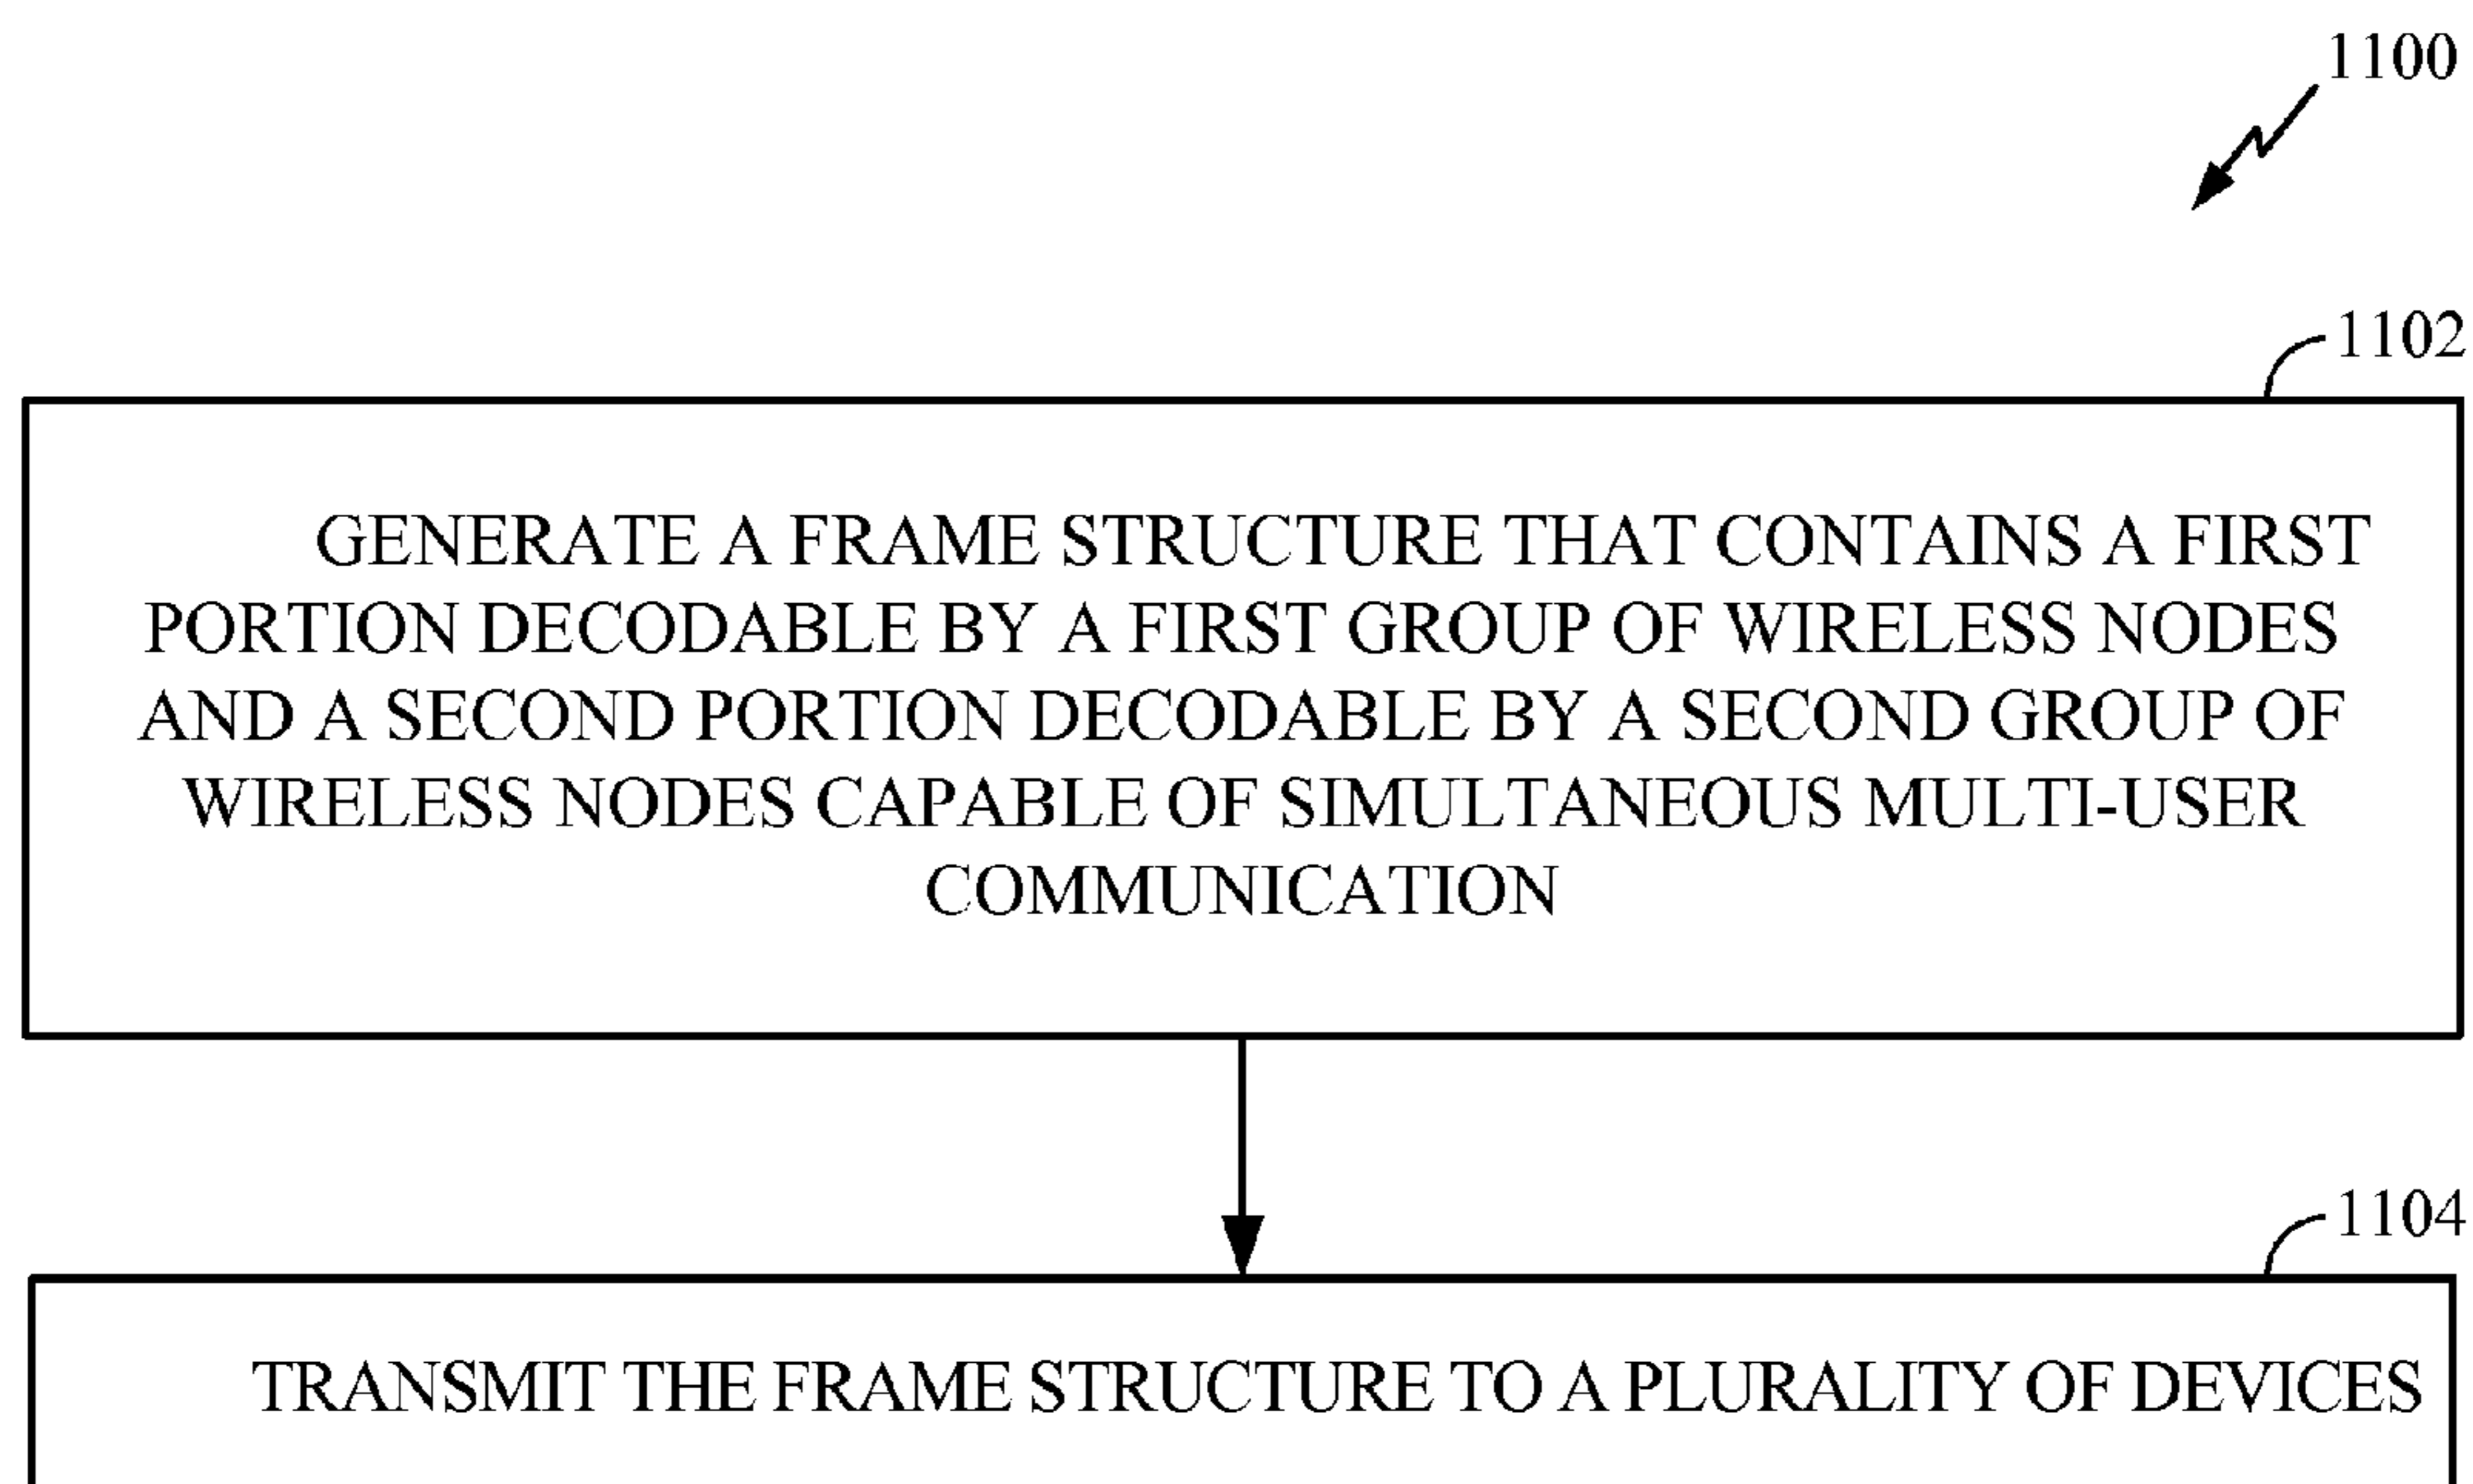 1100
1102
GENERATE A FRAME STRUCTURE THAT CONTAINS A FIRST
PORTION DECODABLE BY A FIRST GROUP OF WIRELESS NODES
AND A SECOND PORTION DECODABLE BY A SECOND GROUP OF
WIRELESS NODES CAPABLE OF SIMULTANEOUS MULTI-USER
COMMUNICATION
1104
TRANSMIT THE FRAME STRUCTURE TO A PLURALITY OF DEVICES